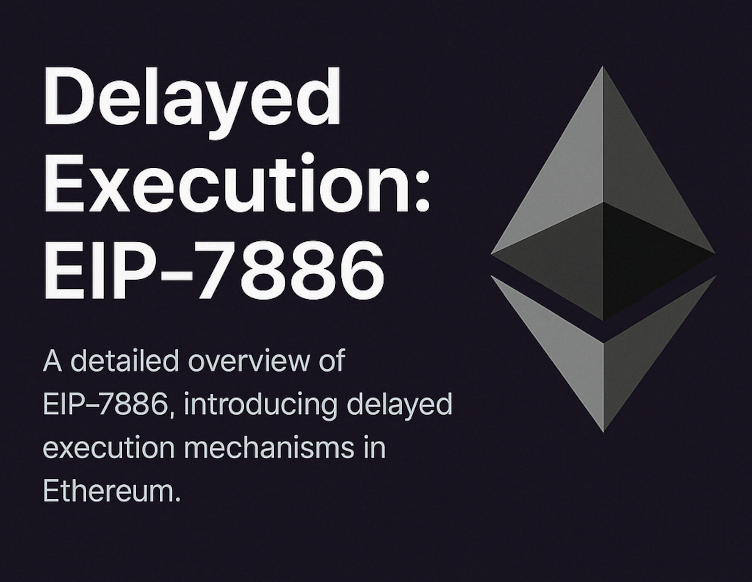 Delayed
Execution:
EIP–7886
A detailed overview of
EIP–7886, introducing delayed
execution mechanisms in
Ethereum.